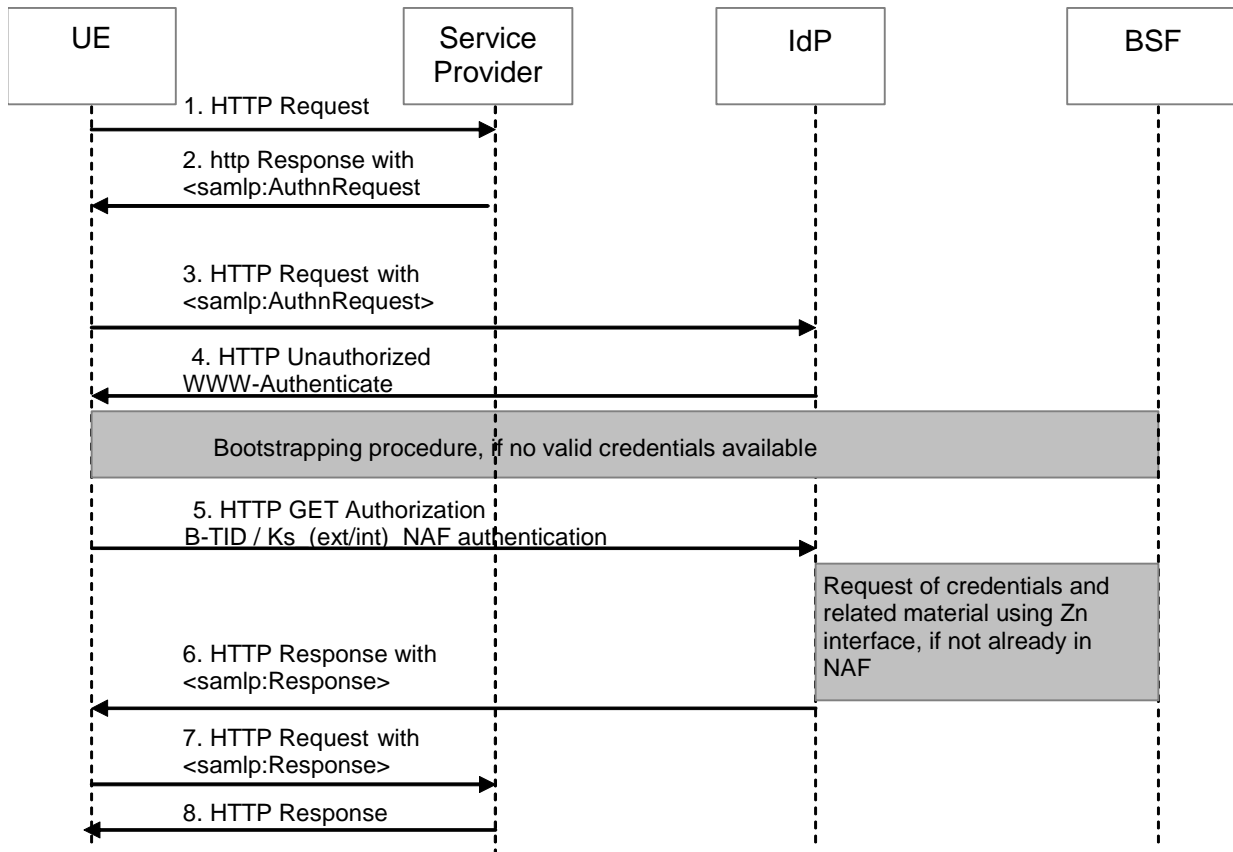 UE
Service
Provider
IdP
BSF
1. HTTP Request
2. http Response with
<samlp:AuthnRequest
3. HTTP Request with
<samlp:AuthnRequest>
4. HTTP Unauthorized
WWW-Authenticate
Bootstrapping procedure, if no valid credentials available
5. HTTP GET Authorization
B-TID / Ks_(ext/int)_NAF authentication
Request of credentials and
related material using Zn
interface, if not already in
NAF
6. HTTP Response with
<samlp:Response>
7. HTTP Request with
<samlp:Response>
8. HTTP Response